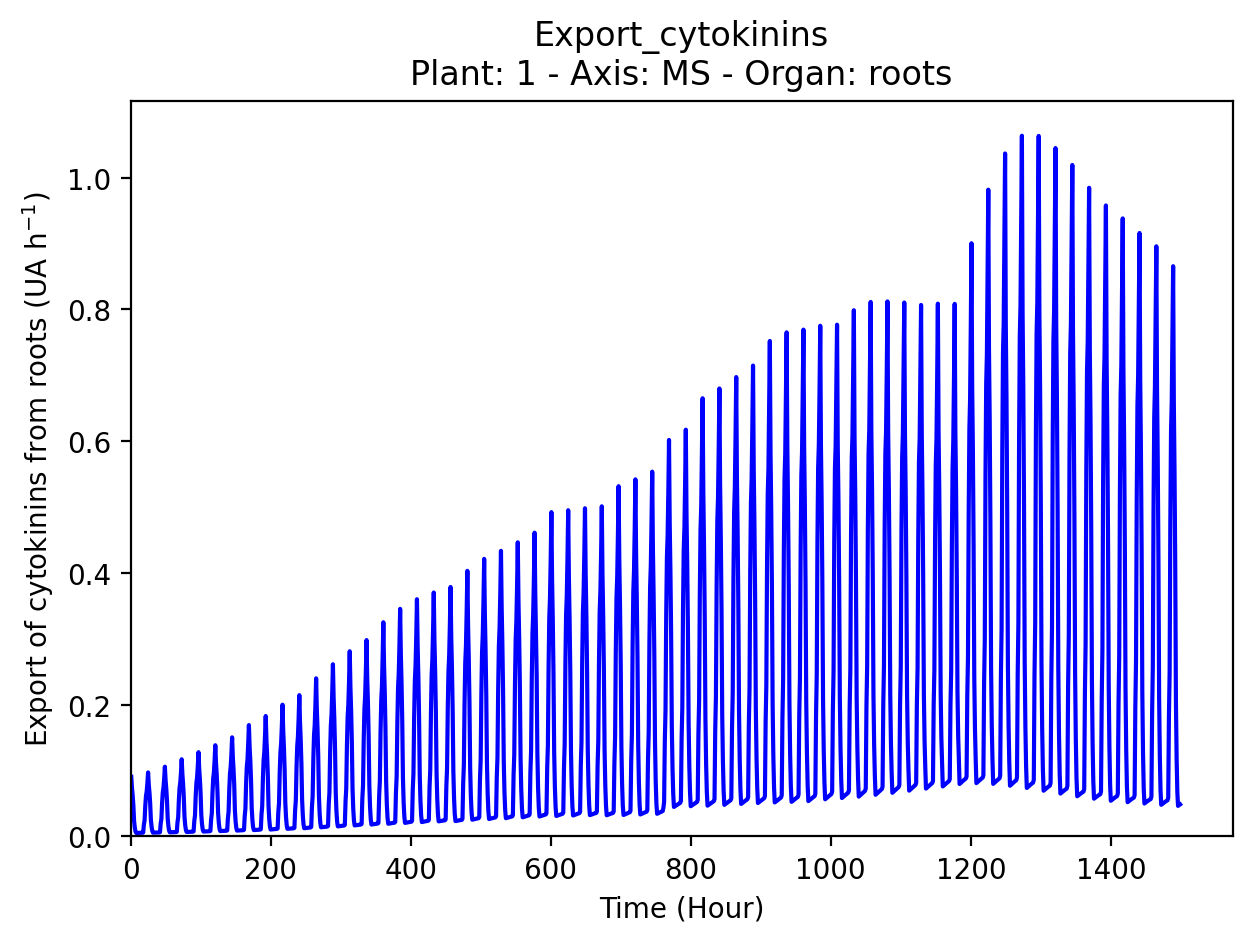 Export_cytokinins
Plant: 1 - Axis: MS - Organ: roots
Export of cytokinins from roots (UA h⁻¹)
1.0
0.8
0.6
0.4
0.2
0.0
0 200 400 600 800 1000 1200 1400
Time (Hour)